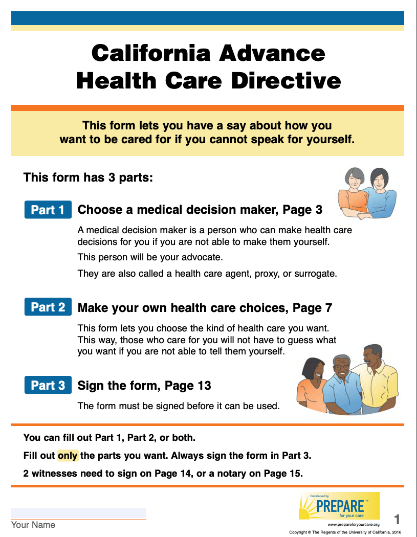 California Advance
Health Care Directive
This form lets you have a say about how you
want to be cared for if you cannot speak for yourself.
This form has 3 parts:
Part 1 Choose a medical decision maker, Page 3
A medical decision maker is a person who can make health care
decisions for you if you are not able to make them yourself.
This person will be your advocate.
They are also called a health care agent, proxy, or surrogate.
Part 2 Make your own health care choices, Page 7
This form lets you choose the kind of health care you want.
This way, those who care for you will not have to guess what
you want if you are not able to tell them yourself.
Part 3 Sign the form, Page 13
The form must be signed before it can be used.
You can fill out Part 1, Part 2, or both.
Fill out only the parts you want. Always sign the form in Part 3.
2 witnesses need to sign on Page 14, or a notary on Page 15.
PREPARE™
for your care
www.prepareforyourcare.org
1
Your Name
Copyright © The Regents of the University of California, 2016